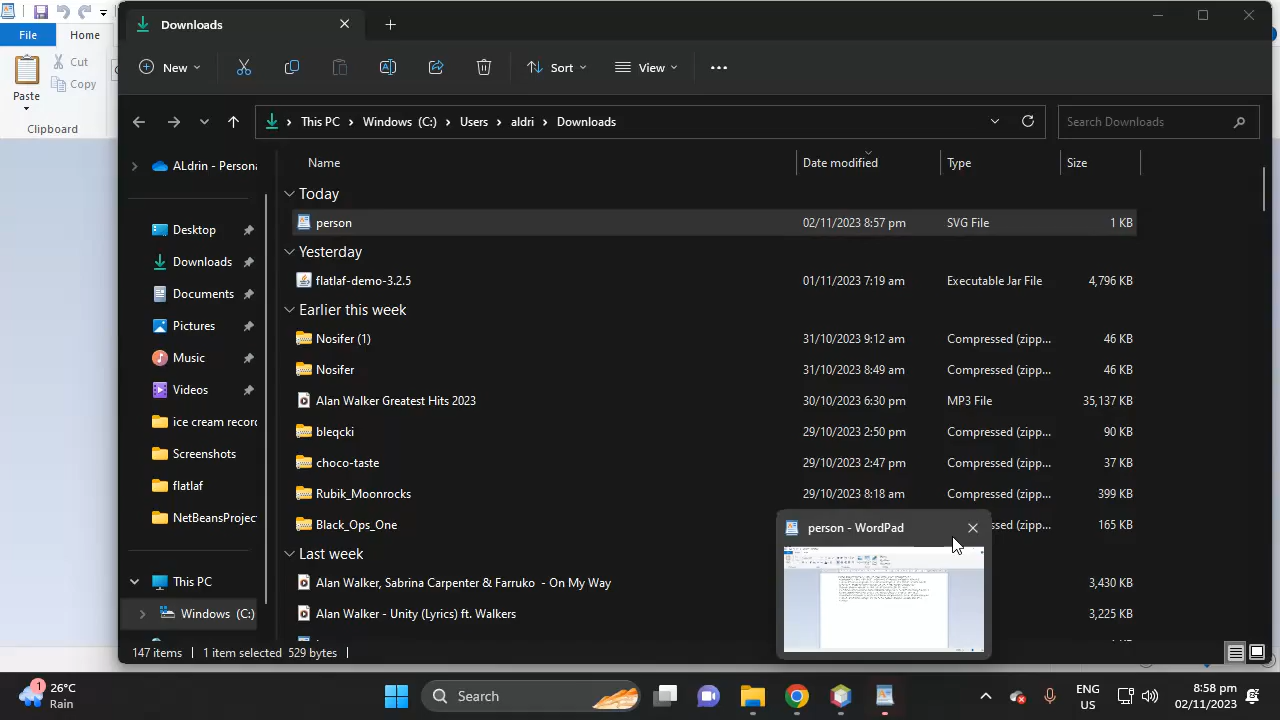 File
Home
Cut
Paste
Copy
Clipboard
Downloads
New
Sort
View
This PC
Windows (C:)
Users
aldri
Downloads
Search Downloads
Name
Date modified
Type
Size
ALdrin - Persona
Desktop
Downloads
Documents
Pictures
Music
Videos
ice cream recor
Screenshots
flatlaf
NetBeansProjec
This PC
Windows (C:)
Today
person 02/11/2023 8:57 pm SVG File 1 KB
Yesterday
flatlaf-demo-3.2.5 01/11/2023 7:19 am Executable Jar File 4,796 KB
Earlier this week
Nosifer (1) 31/10/2023 9:12 am Compressed (zipp... 46 KB
Nosifer 31/10/2023 8:49 am Compressed (zipp... 46 KB
Alan Walker Greatest Hits 2023 30/10/2023 6:30 pm MP3 File 35,137 KB
bleqcki 29/10/2023 2:50 pm Compressed (zipp... 90 KB
choco-taste 29/10/2023 2:47 pm Compressed (zipp... 37 KB
Rubik_Moonrocks 29/10/2023 8:18 am Compressed (zipp... 399 KB
Black_Ops_One ed (zipp... 165 KB
Last week
Alan Walker, Sabrina Carpenter & Farruko - On My Way 3,430 KB
Alan Walker - Unity (Lyrics) ft. Walkers 3,225 KB
person - WordPad
147 items 1 item selected 529 bytes
1
26°C
Rain
Search
ENG
US
8:58 pm
02/11/2023